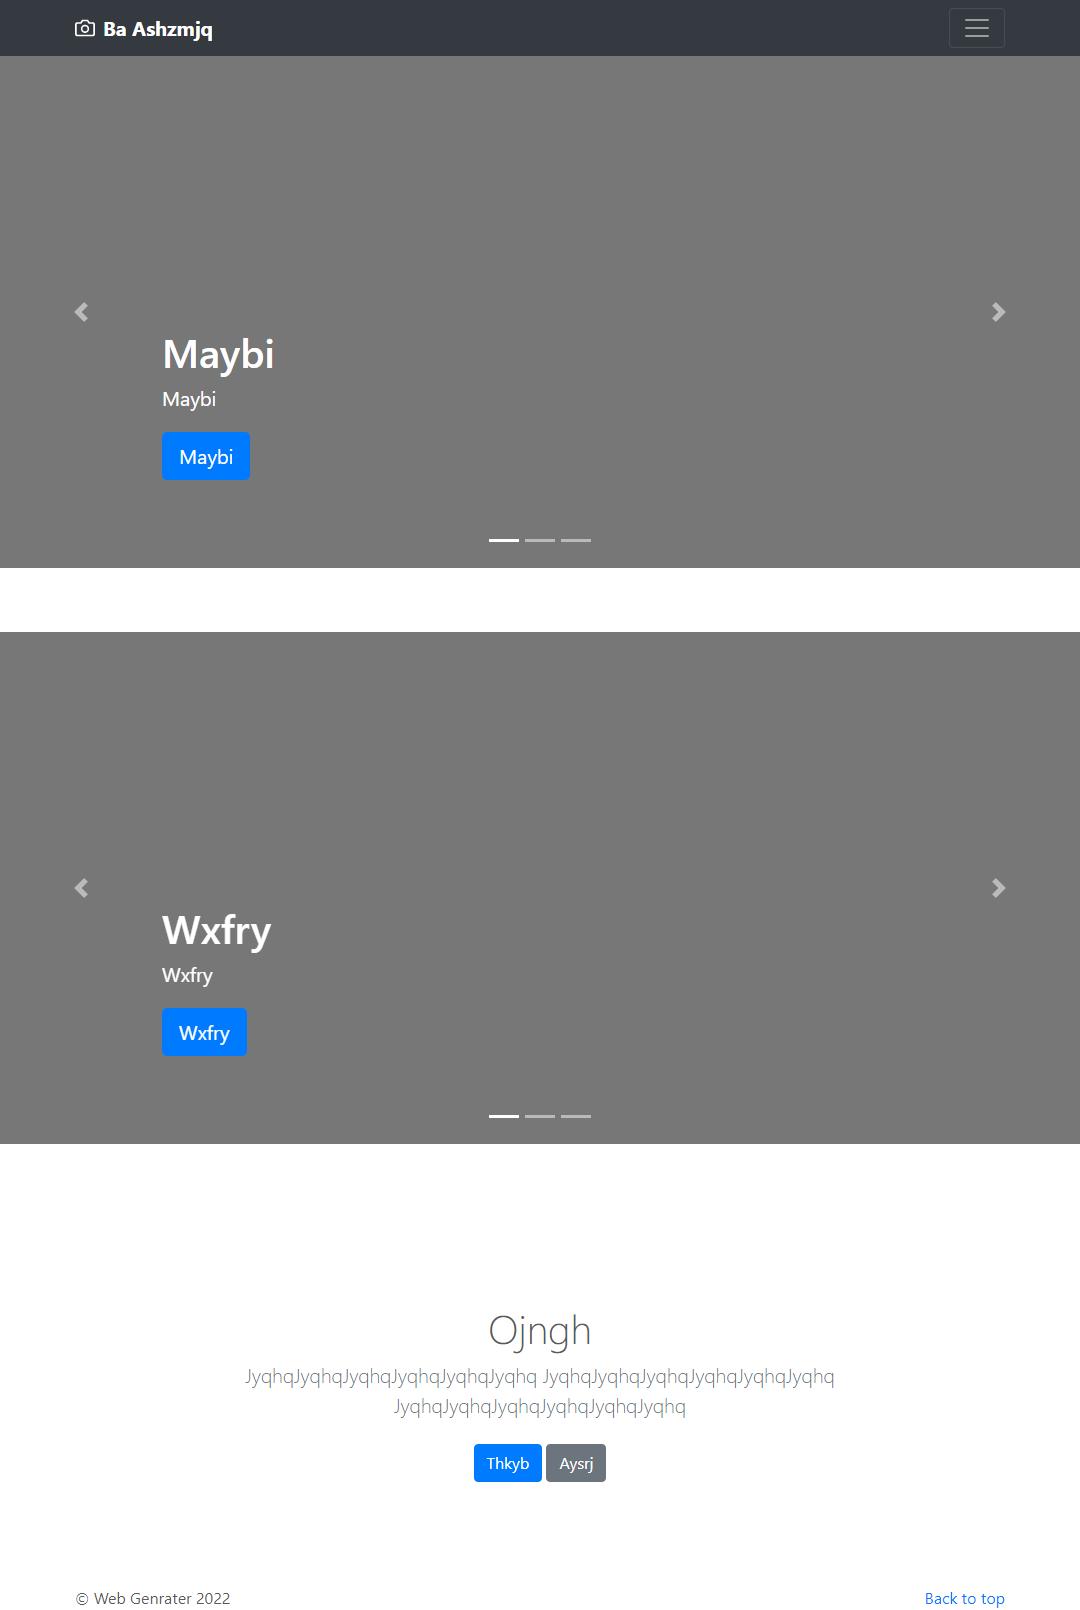 Ba Ashzmjq
Maybi
Maybi
Maybi
Wxfry
Wxfry
Wxfry
Ojngh
JyqhqJyqhqJyqhqJyqhqJyqhqJyqhq JyqhqJyqhqJyqhqJyqhqJyqhqJyqhq
JyqhqJyqhqJyqhqJyqhqJyqhqJyqhq
Thkyb Aysrj
© Web Genrater 2022 Back to top